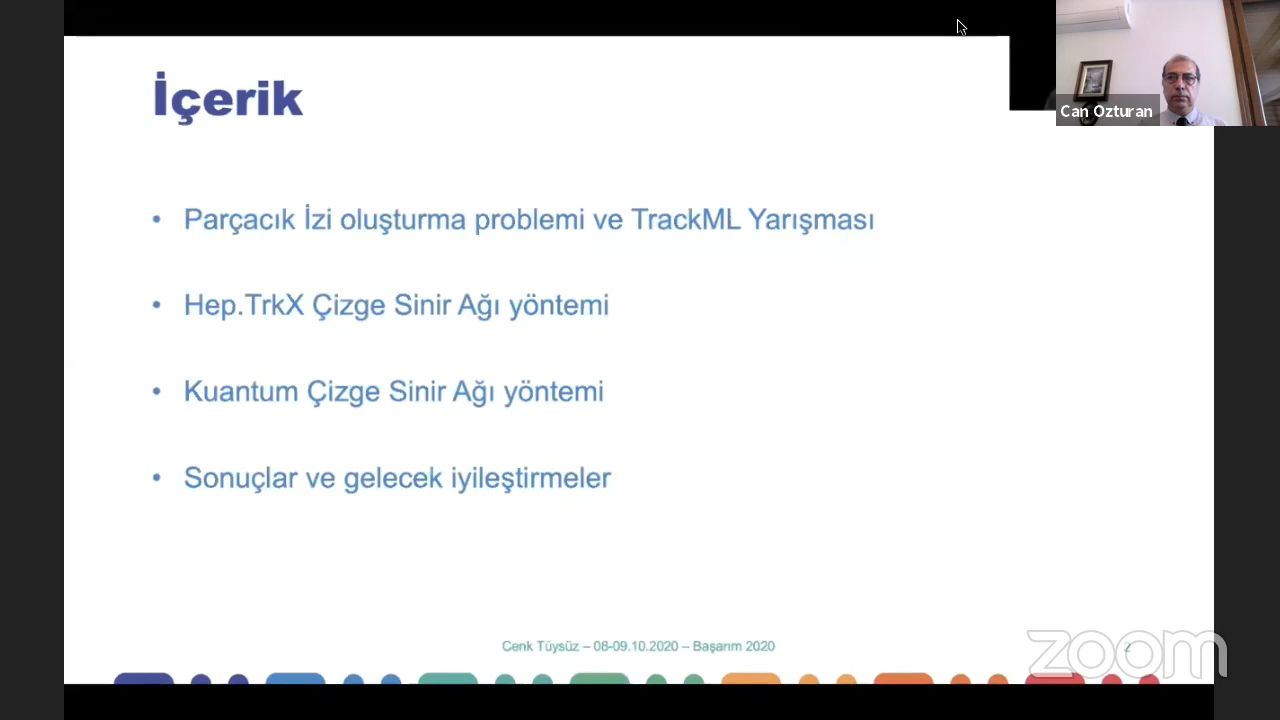 İçerik
Can Ozturan
• Parçacık İzi oluşturma problemi ve TrackML Yarışması
• Hep.TrkX Çizge Sinir Ağı yöntemi
• Kuantum Çizge Sinir Ağı yöntemi
• Sonuçlar ve gelecek iyileştirmeler
Cenk Tüysüz – 08-09.10.2020 – Başarım 2020
2
zoom